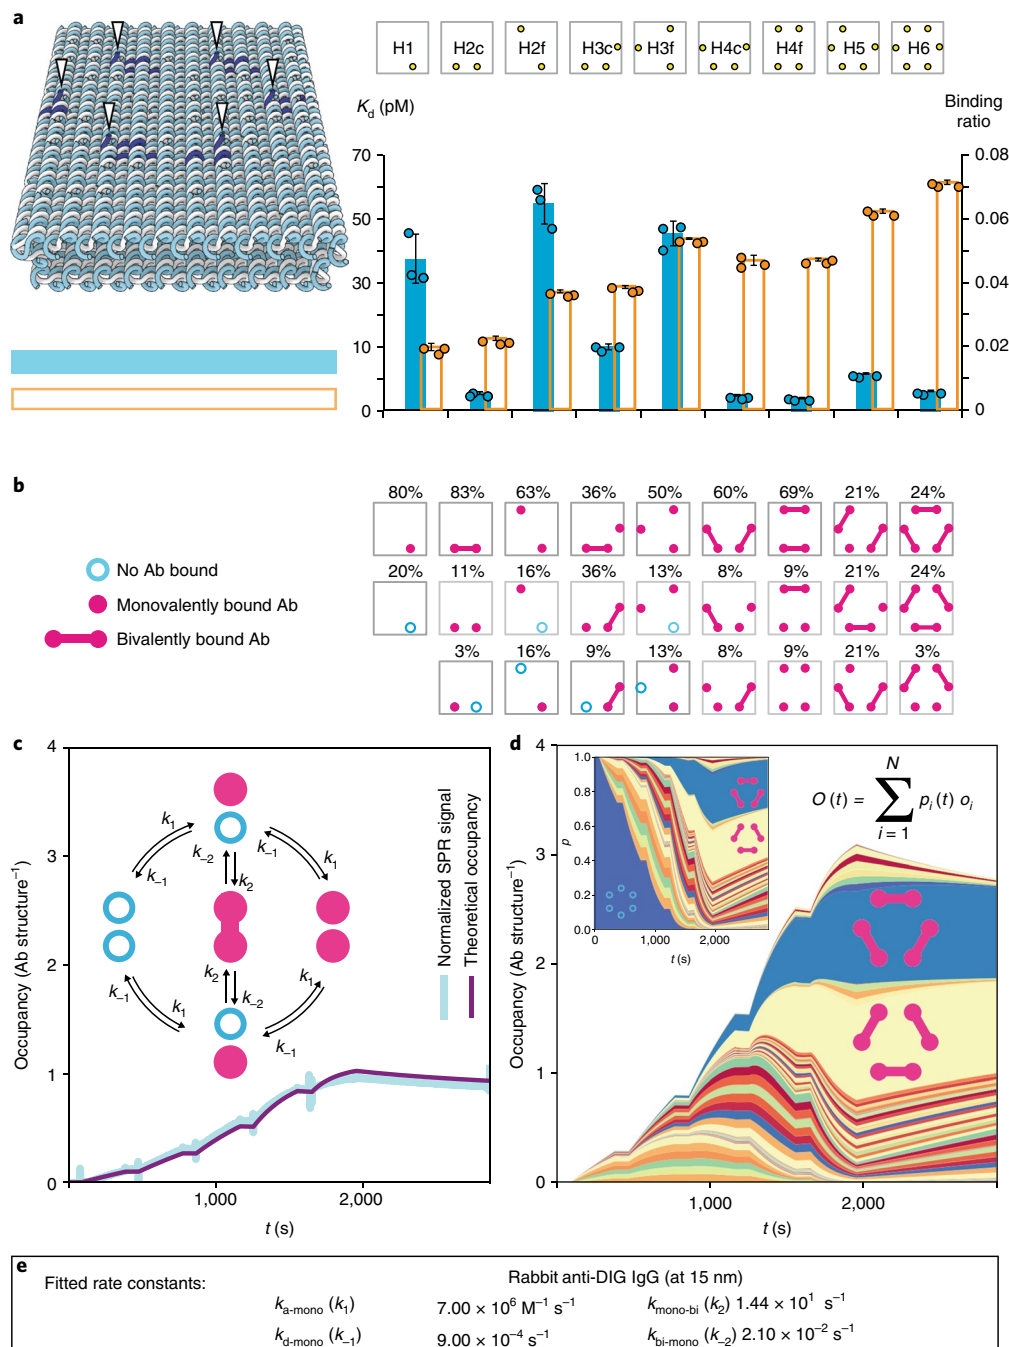 a
H1 H2c H2f H3c H3f H4c H4f H5 H6
Kd (pM)
Binding ratio
70
50
30
10
0
0.08
0.06
0.04
0.02
0
b
80% 83% 63% 36% 50% 60% 69% 21% 24%
No Ab bound
20% 11% 16% 36% 13% 8% 9% 21% 24%
Monovalently bound Ab
Bivalently bound Ab
3% 16% 9% 13% 8% 9% 21% 3%
c
4
3
2
1
0
Occupancy (Ab structure−1)
1,000
2,000
t (s)
k1
k−1
k−2
k2
k−1
k1
k−1
k1
k2
k−2
k1
k−1
Normalized SPR signal
Theoretical occupancy
d
4
3
2
1
0
Occupancy (Ab structure−1)
1,000
2,000
t (s)
1.0
0.8
0.6
0.4
0.2
0.0
p
0
1,000
2,000
t (s)
O (t) = N ∑ i = 1 pi (t) oi
e
Fitted rate constants:
Rabbit anti-DIG IgG (at 15 nm)
ka-mono (k1) 7.00 × 10⁶ M−1 s−1 kmono-bi (k2) 1.44 × 10¹ s−1
kd-mono (k−1) 9.00 × 10−4 s−1 kbi-mono (k−2) 2.10 × 10−2 s−1